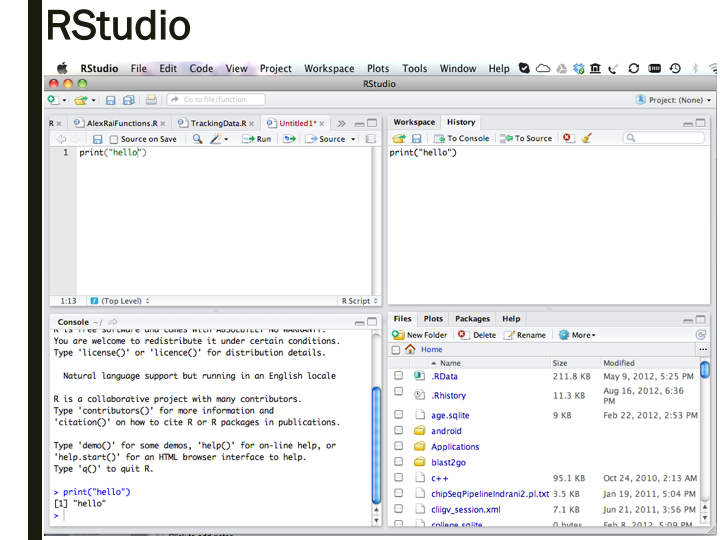 RStudio
RStudio File Edit Code View Project Workspace Plots Tools Window Help
RStudio
Go to file/function
Project: (None)
R AlexRaiFunctions.R TrackingData.R Untitled1*
Source on Save Run Source
1 print("hello")
1:13 (Top Level) R Script
Workspace History
To Console To Source
print("hello")
Console ~/
R is free software and comes with ABSOLUTELY NO WARRANTY.
You are welcome to redistribute it under certain conditions.
Type 'license()' or 'licence()' for distribution details.
Natural language support but running in an English locale
R is a collaborative project with many contributors.
Type 'contributors()' for more information and
'citation()' on how to cite R or R packages in publications.
Type 'demo()' for some demos, 'help()' for on-line help, or
'help.start()' for an HTML browser interface to help.
Type 'q()' to quit R.
> print("hello")
[1] "hello"
>
Files Plots Packages Help
New Folder Delete Rename More
Home ...
Name Size Modified
.RData 211.8 KB May 9, 2012, 5:25 PM
.Rhistory 11.3 KB Aug 16, 2012, 6:36 PM
age.sqlite 9 KB Feb 22, 2012, 2:53 PM
android
Applications
blast2go
c++ 95.1 KB Oct 24, 2010, 2:13 AM
chipSeqPipelineIndrani2.pl.txt 3.5 KB Jan 19, 2011, 5:04 PM
cliigv_session.xml 7.1 KB Jun 21, 2011, 3:56 PM
college.sqlite 0 bytes Feb 8, 2012, 5:09 PM